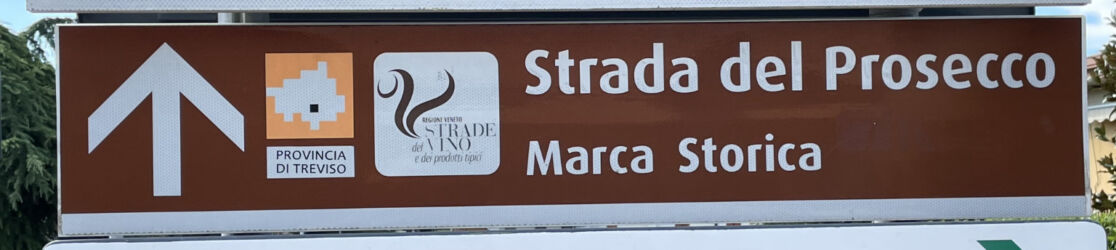 PROVINCIA
DI TREVISO
REGIONE VENETO
STRADE
del VINO
e dei prodotti tipici
Strada del Prosecco
Marca Storica